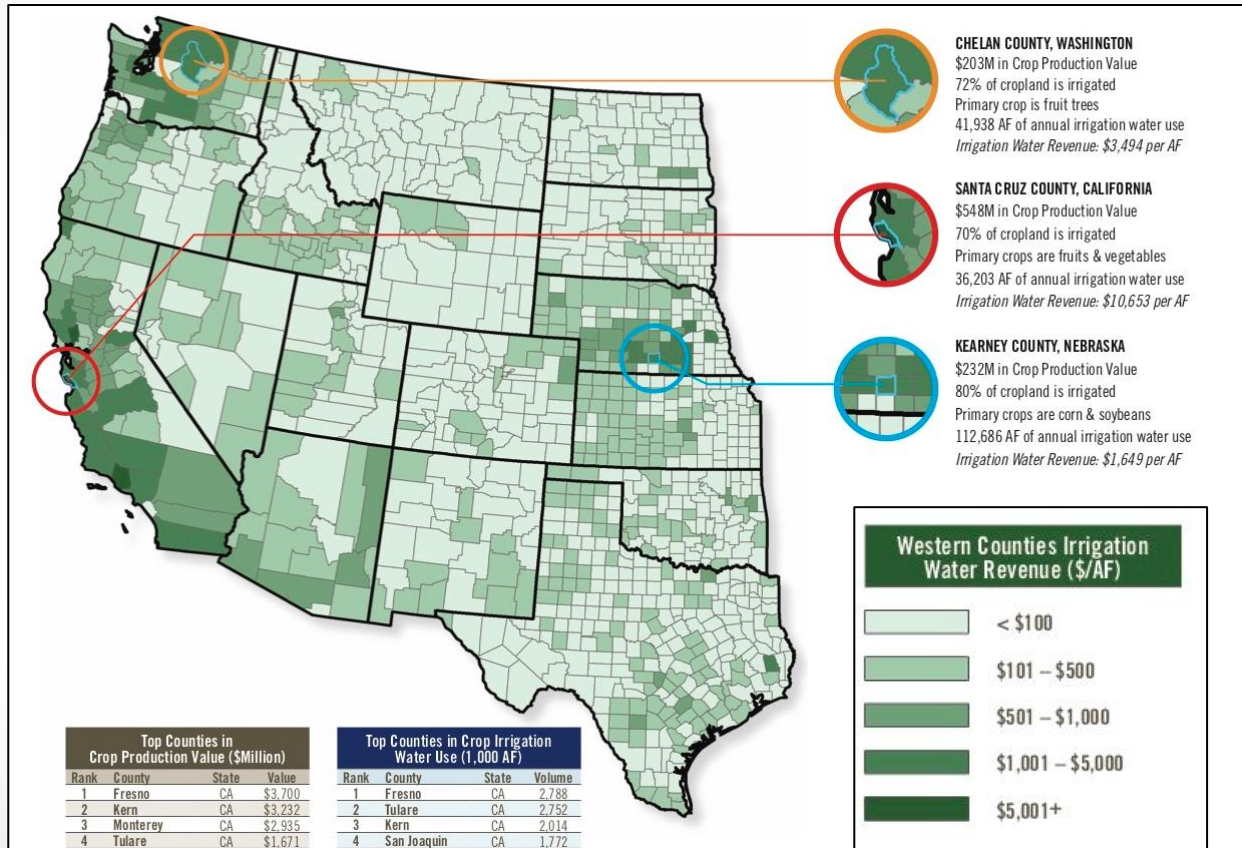 CHELAN COUNTY, WASHINGTON
$203M in Crop Production Value
72% of cropland is irrigated
Primary crop is fruit trees
41,938 AF of annual irrigation water use
Irrigation Water Revenue: $3,494 per AF
SANTA CRUZ COUNTY, CALIFORNIA
$548M in Crop Production Value
70% of cropland is irrigated
Primary crops are fruits & vegetables
36,203 AF of annual irrigation water use
Irrigation Water Revenue: $10,653 per AF
KEARNEY COUNTY, NEBRASKA
$232M in Crop Production Value
80% of cropland is irrigated
Primary crops are corn & soybeans
112,686 AF of annual irrigation water use
Irrigation Water Revenue: $1,649 per AF
Western Counties Irrigation
Water Revenue ($/AF)
< $100
$101 – $500
$501 – $1,000
$1,001 – $5,000
$5,001+
Top Counties in
Crop Production Value ($Million)
Rank County State Value
1 Fresno CA $3,700
2 Kern CA $3,232
3 Monterey CA $2,935
4 Tulare CA $1,671
Top Counties in Crop Irrigation
Water Use (1,000 AF)
Rank County State Volume
1 Fresno CA 2,788
2 Tulare CA 2,752
3 Kern CA 2,014
4 San Joaquin CA 1,772